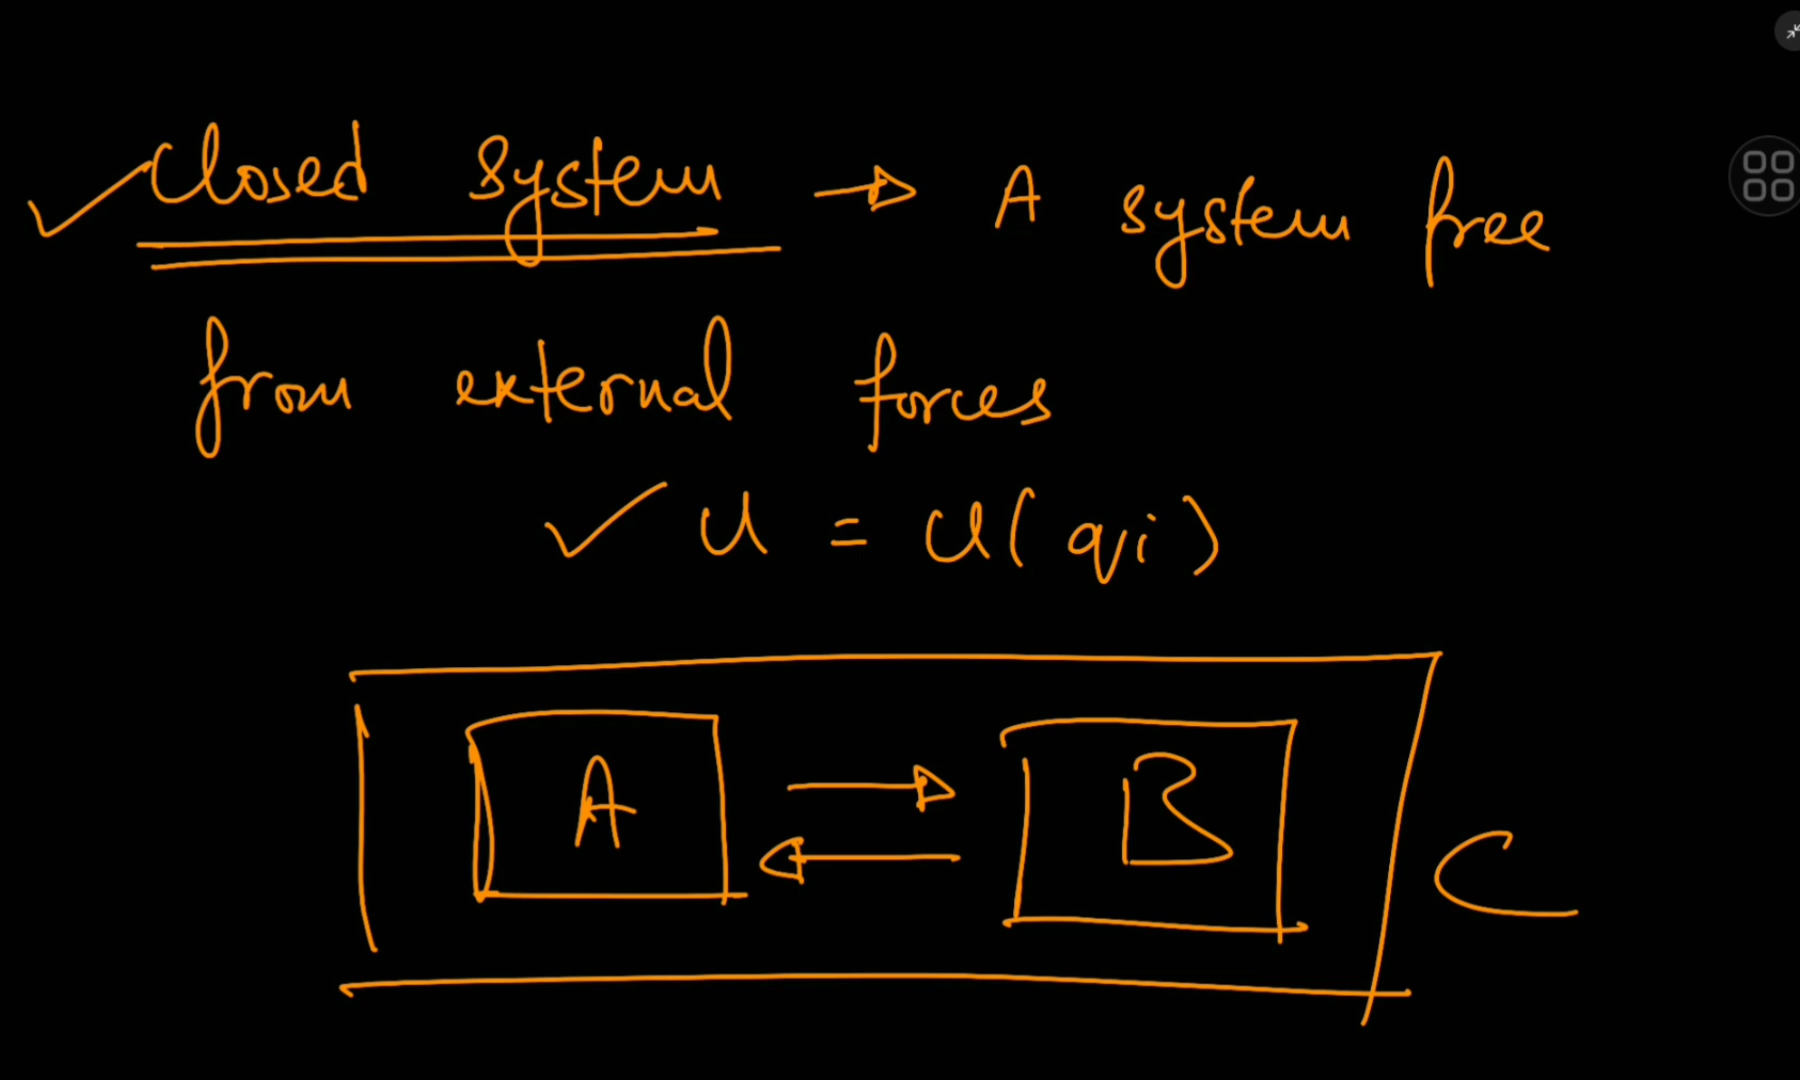 Closed system → A system free
from external forces
✓ U = U(qi)
A → ← B
C